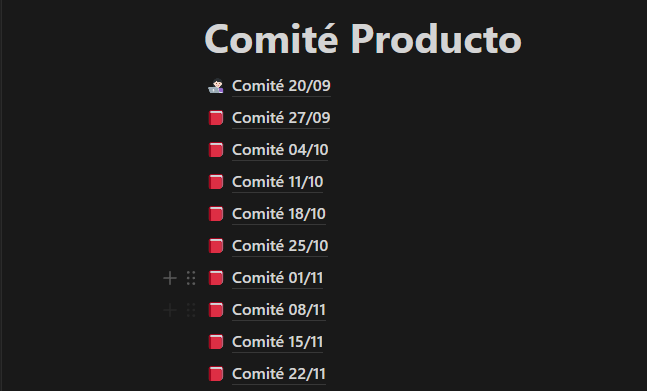 Comité Producto
Comité 20/09
Comité 27/09
Comité 04/10
Comité 11/10
Comité 18/10
Comité 25/10
Comité 01/11
Comité 08/11
Comité 15/11
Comité 22/11